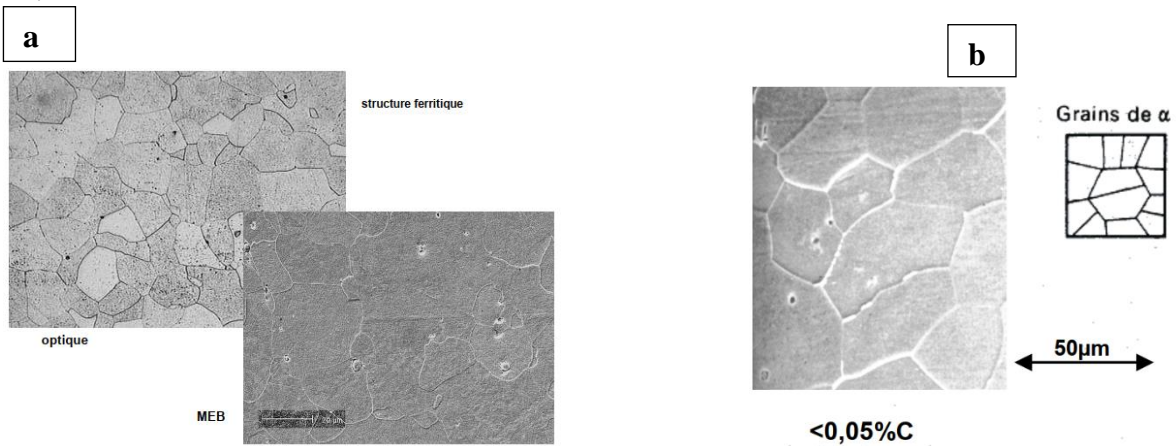 a
structure ferritique
optique
MEB
b
Grains de α
50µm
<0,05%C